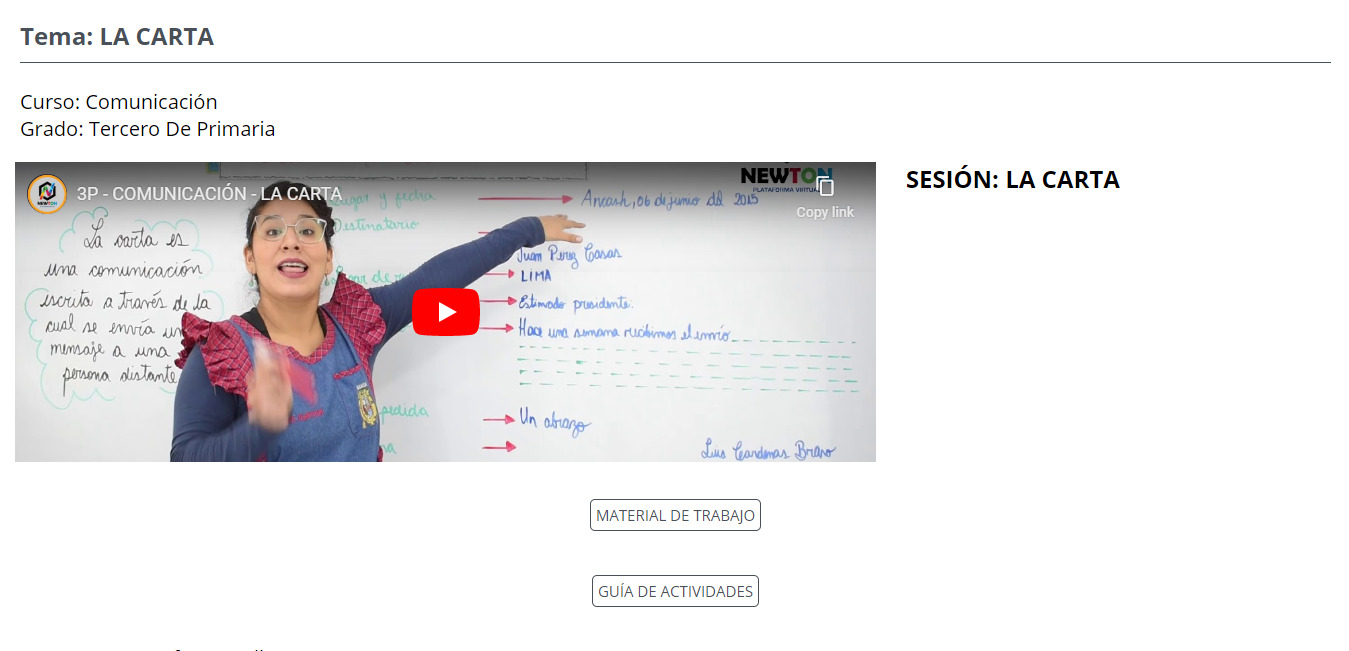 Tema: LA CARTA
Curso: Comunicación
Grado: Tercero De Primaria
3P - COMUNICACIÓN - LA CARTA
NEWTON
PLATAFORMA VIRTUAL
Copy link
SESIÓN: LA CARTA
La carta es
una comunicación
escrita a través de la
cual se envía un
mensaje a una
persona distante
Lugar y fecha
Ancash, 06 de junio del 2015
Destinatario
Juan Perez Casas
LIMA
Estimado presidente:
Hace una semana recibimos el envío
pedida
Un abrazo
Luis Cardenas Bravo
MATERIAL DE TRABAJO
GUÍA DE ACTIVIDADES